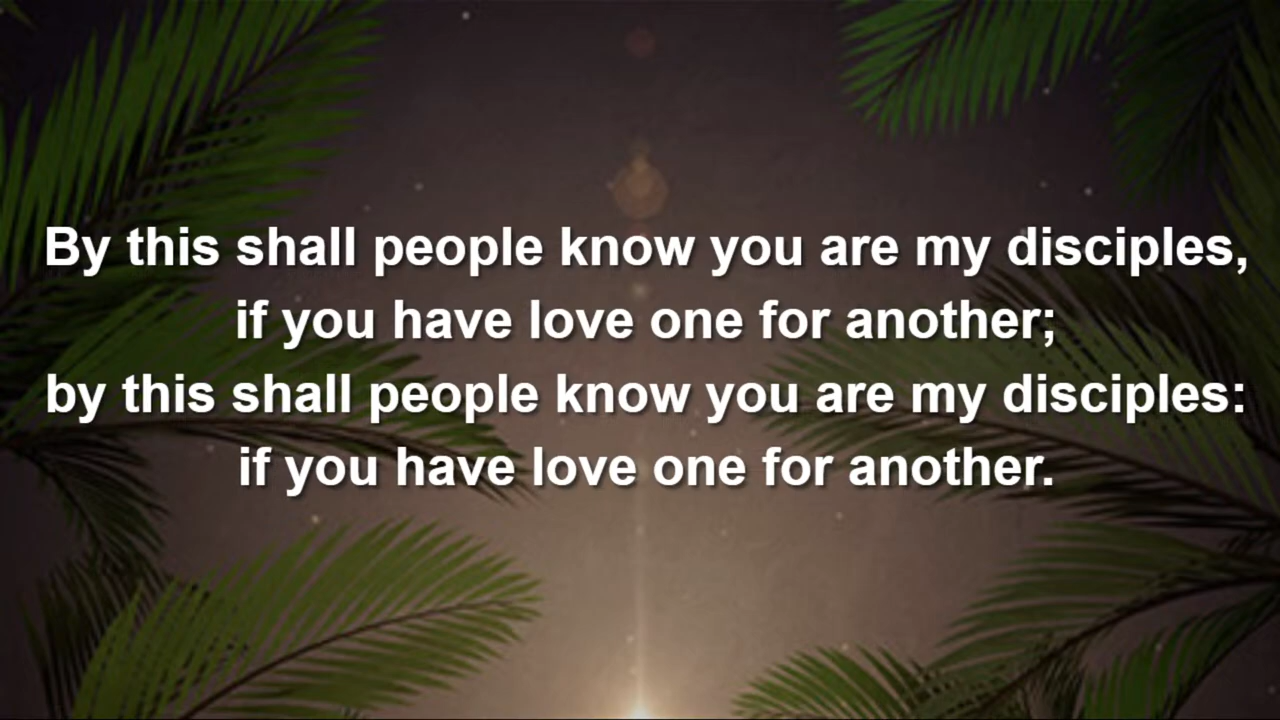 By this shall people know you are my disciples,
if you have love one for another;
by this shall people know you are my disciples:
if you have love one for another.